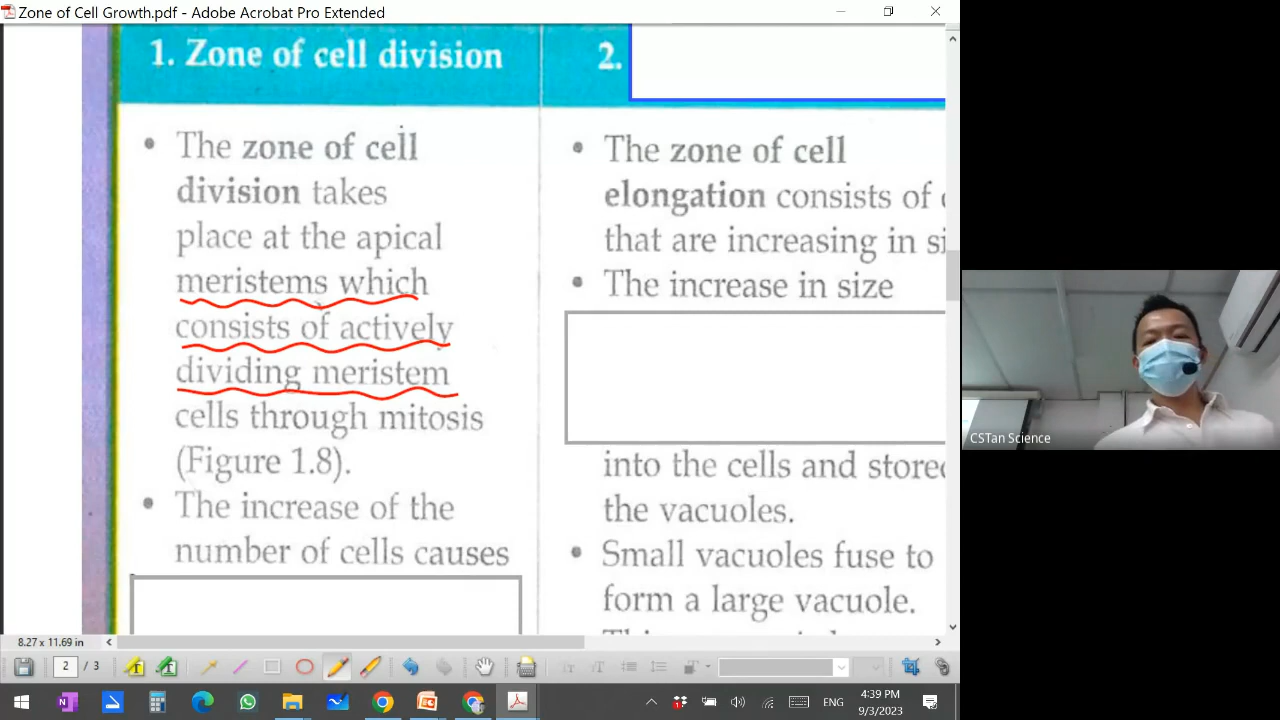 Zone of Cell Growth.pdf - Adobe Acrobat Pro Extended
1. Zone of cell division
2.
• The zone of cell
division takes
place at the apical
meristems which
consists of actively
dividing meristem
cells through mitosis
(Figure 1.8).
• The increase of the
number of cells causes
• The zone of cell
elongation consists of
that are increasing in
• The increase in size
into the cells and stored
the vacuoles.
• Small vacuoles fuse to
form a large vacuole.
CSTan Science
8.27 x 11.69 in
2 / 3
ENG
4:39 PM
9/3/2023